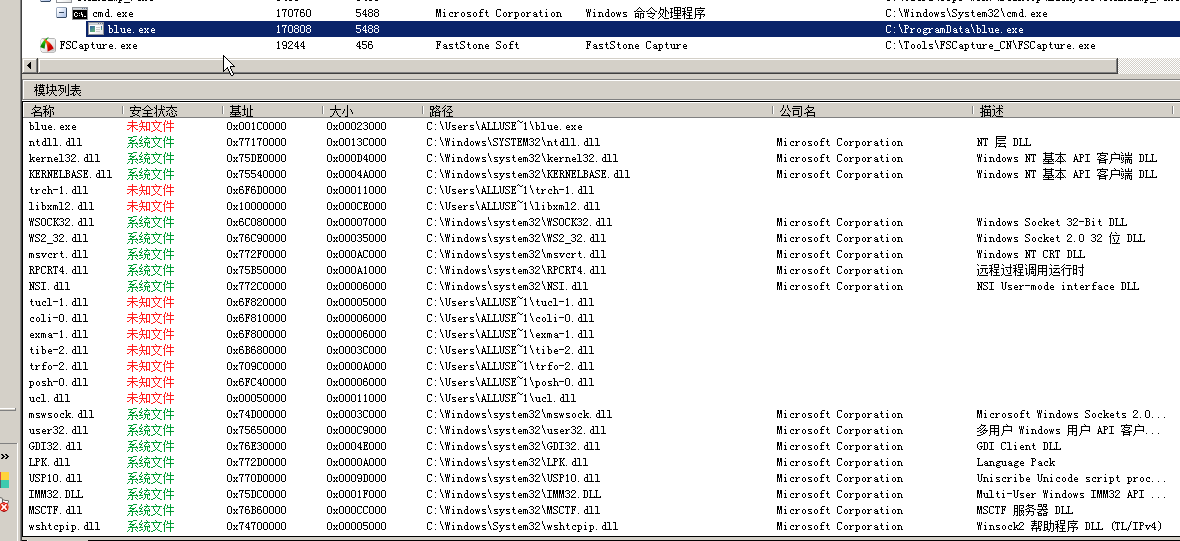 cmd.exe 170760 5488 Microsoft Corporation Windows 命令处理程序 C:\Windows\System32\cmd.exe
blue.exe 170808 5488 C:\ProgramData\blue.exe
FSCapture.exe 19244 456 FastStone Soft FastStone Capture C:\Tools\FSCapture_CN\FSCapture.exe
模块列表
名称 安全状态 基址 大小 路径 公司名 描述
blue.exe 未知文件 0x001C0000 0x00023000 C:\Users\ALLUSE~1\blue.exe
ntdll.dll 系统文件 0x77170000 0x0013C000 C:\Windows\SYSTEM32\ntdll.dll Microsoft Corporation NT 层 DLL
kernel32.dll 系统文件 0x75DE0000 0x000D4000 C:\Windows\system32\kernel32.dll Microsoft Corporation Windows NT 基本 API 客户端 DLL
KERNELBASE.dll 系统文件 0x75540000 0x0004A000 C:\Windows\system32\KERNELBASE.dll Microsoft Corporation Windows NT 基本 API 客户端 DLL
trch-1.dll 未知文件 0x6F6D0000 0x00011000 C:\Users\ALLUSE~1\trch-1.dll
libxml2.dll 未知文件 0x10000000 0x000CE000 C:\Users\ALLUSE~1\libxml2.dll
WSOCK32.dll 系统文件 0x6C080000 0x00007000 C:\Windows\system32\WSOCK32.dll Microsoft Corporation Windows Socket 32-Bit DLL
WS2_32.dll 系统文件 0x76C90000 0x00035000 C:\Windows\system32\WS2_32.dll Microsoft Corporation Windows Socket 2.0 32 位 DLL
msvcrt.dll 系统文件 0x772F0000 0x000AC000 C:\Windows\system32\msvcrt.dll Microsoft Corporation Windows NT CRT DLL
RPCRT4.dll 系统文件 0x75B50000 0x000A1000 C:\Windows\system32\RPCRT4.dll Microsoft Corporation 远程过程调用运行时
NSI.dll 系统文件 0x772C0000 0x00006000 C:\Windows\system32\NSI.dll Microsoft Corporation NSI User-mode interface DLL
tucl-1.dll 未知文件 0x6F820000 0x00005000 C:\Users\ALLUSE~1\tucl-1.dll
coli-0.dll 未知文件 0x6F810000 0x00006000 C:\Users\ALLUSE~1\coli-0.dll
exma-1.dll 未知文件 0x6F800000 0x00006000 C:\Users\ALLUSE~1\exma-1.dll
tibe-2.dll 未知文件 0x6B680000 0x0003C000 C:\Users\ALLUSE~1\tibe-2.dll
trfo-2.dll 未知文件 0x709C0000 0x0000A000 C:\Users\ALLUSE~1\trfo-2.dll
posh-0.dll 未知文件 0x6FC40000 0x00006000 C:\Users\ALLUSE~1\posh-0.dll
ucl.dll 未知文件 0x00050000 0x00011000 C:\Users\ALLUSE~1\ucl.dll
mswsock.dll 系统文件 0x74D00000 0x0003C000 C:\Windows\system32\mswsock.dll Microsoft Corporation Microsoft Windows Sockets 2.0...
user32.dll 系统文件 0x75650000 0x000C9000 C:\Windows\system32\user32.dll Microsoft Corporation 多用户 Windows 用户 API 客户...
GDI32.dll 系统文件 0x76E30000 0x0004E000 C:\Windows\system32\GDI32.dll Microsoft Corporation GDI Client DLL
LPK.dll 系统文件 0x772D0000 0x0000A000 C:\Windows\system32\LPK.dll Microsoft Corporation Language Pack
USP10.dll 系统文件 0x770D0000 0x0009D000 C:\Windows\system32\USP10.dll Microsoft Corporation Uniscribe Unicode script proc...
IMM32.DLL 系统文件 0x75DC0000 0x0001F000 C:\Windows\system32\IMM32.DLL Microsoft Corporation Multi-User Windows IMM32 API ...
MSCTF.dll 系统文件 0x76B60000 0x000CC000 C:\Windows\system32\MSCTF.dll Microsoft Corporation MSCTF 服务器 DLL
wshtcpip.dll 系统文件 0x74700000 0x00005000 C:\Windows\System32\wshtcpip.dll Microsoft Corporation Winsock2 帮助程序 DLL (TL/IPv4)